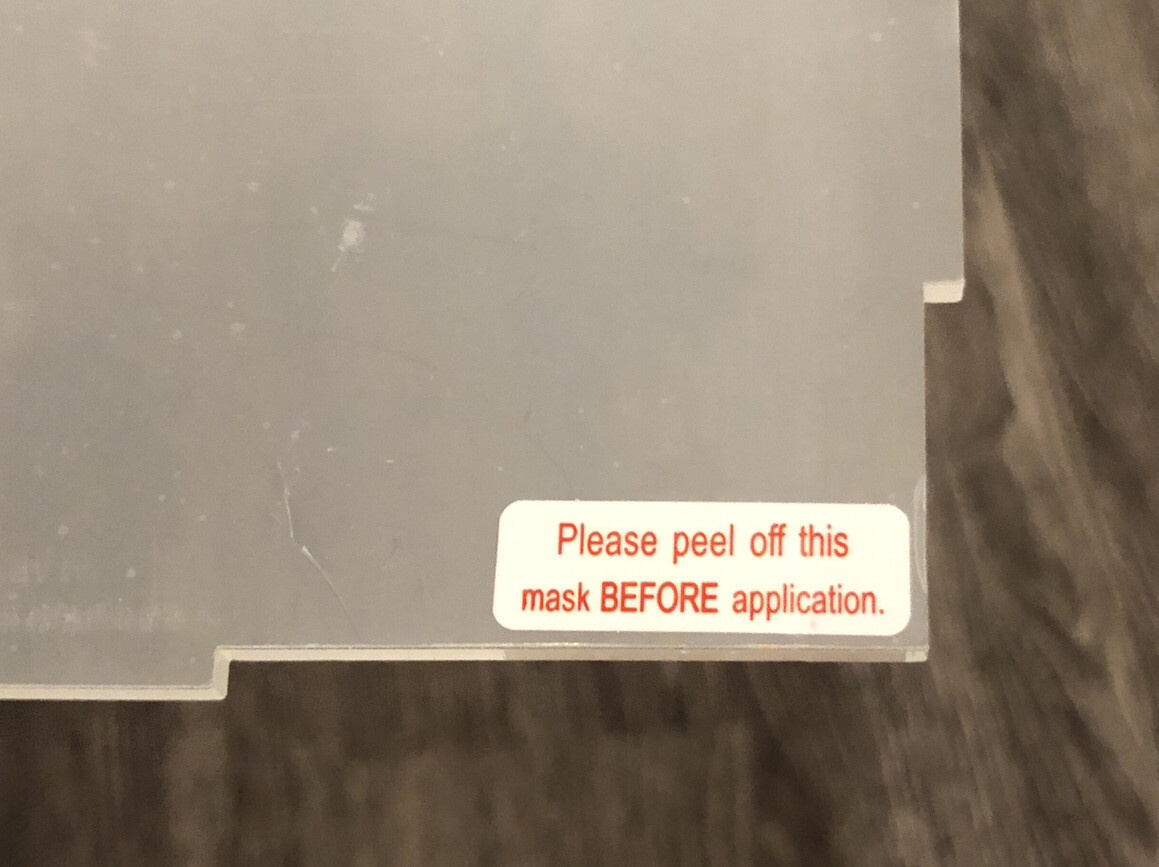 Please peel off this
mask BEFORE application.